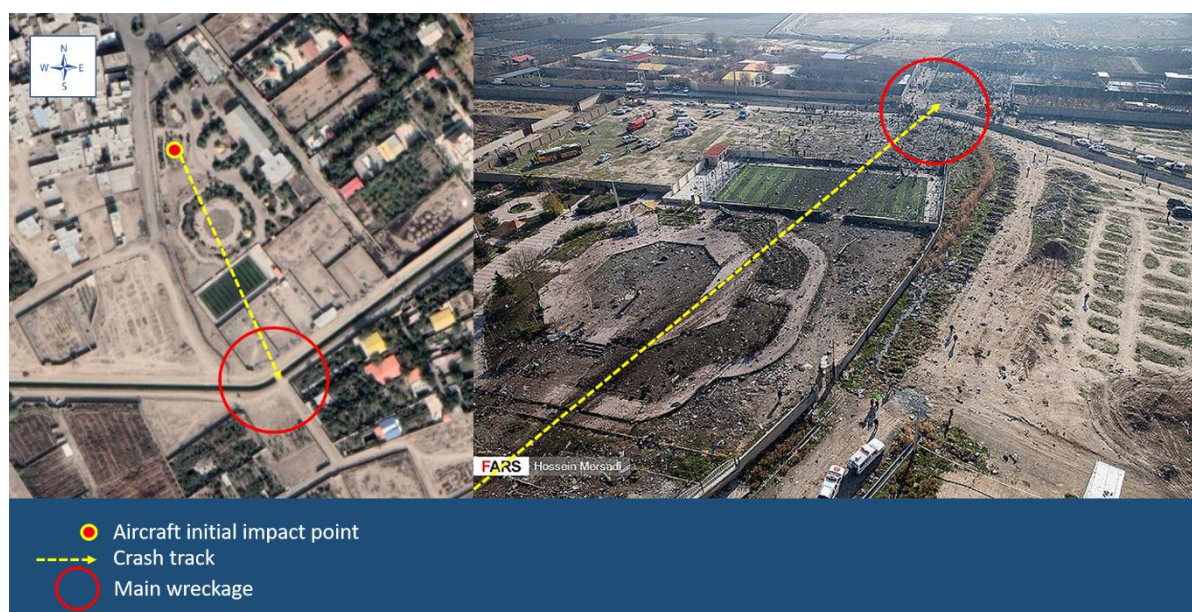 N
W E
S
FARS Hossein Mersadi
Aircraft initial impact point
Crash track
Main wreckage